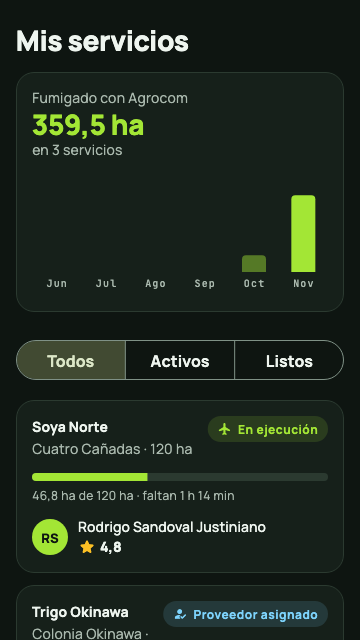 Mis servicios
Fumigado con Agrocom
359,5 ha
en 3 servicios
Jun Jul Ago Sep Oct Nov
Todos Activos Listos
Soya Norte
En ejecución
Cuatro Cañadas · 120 ha
46,8 ha de 120 ha · faltan 1 h 14 min
RS
Rodrigo Sandoval Justiniano
4,8
Trigo Okinawa
Proveedor asignado
Colonia Okinawa ·